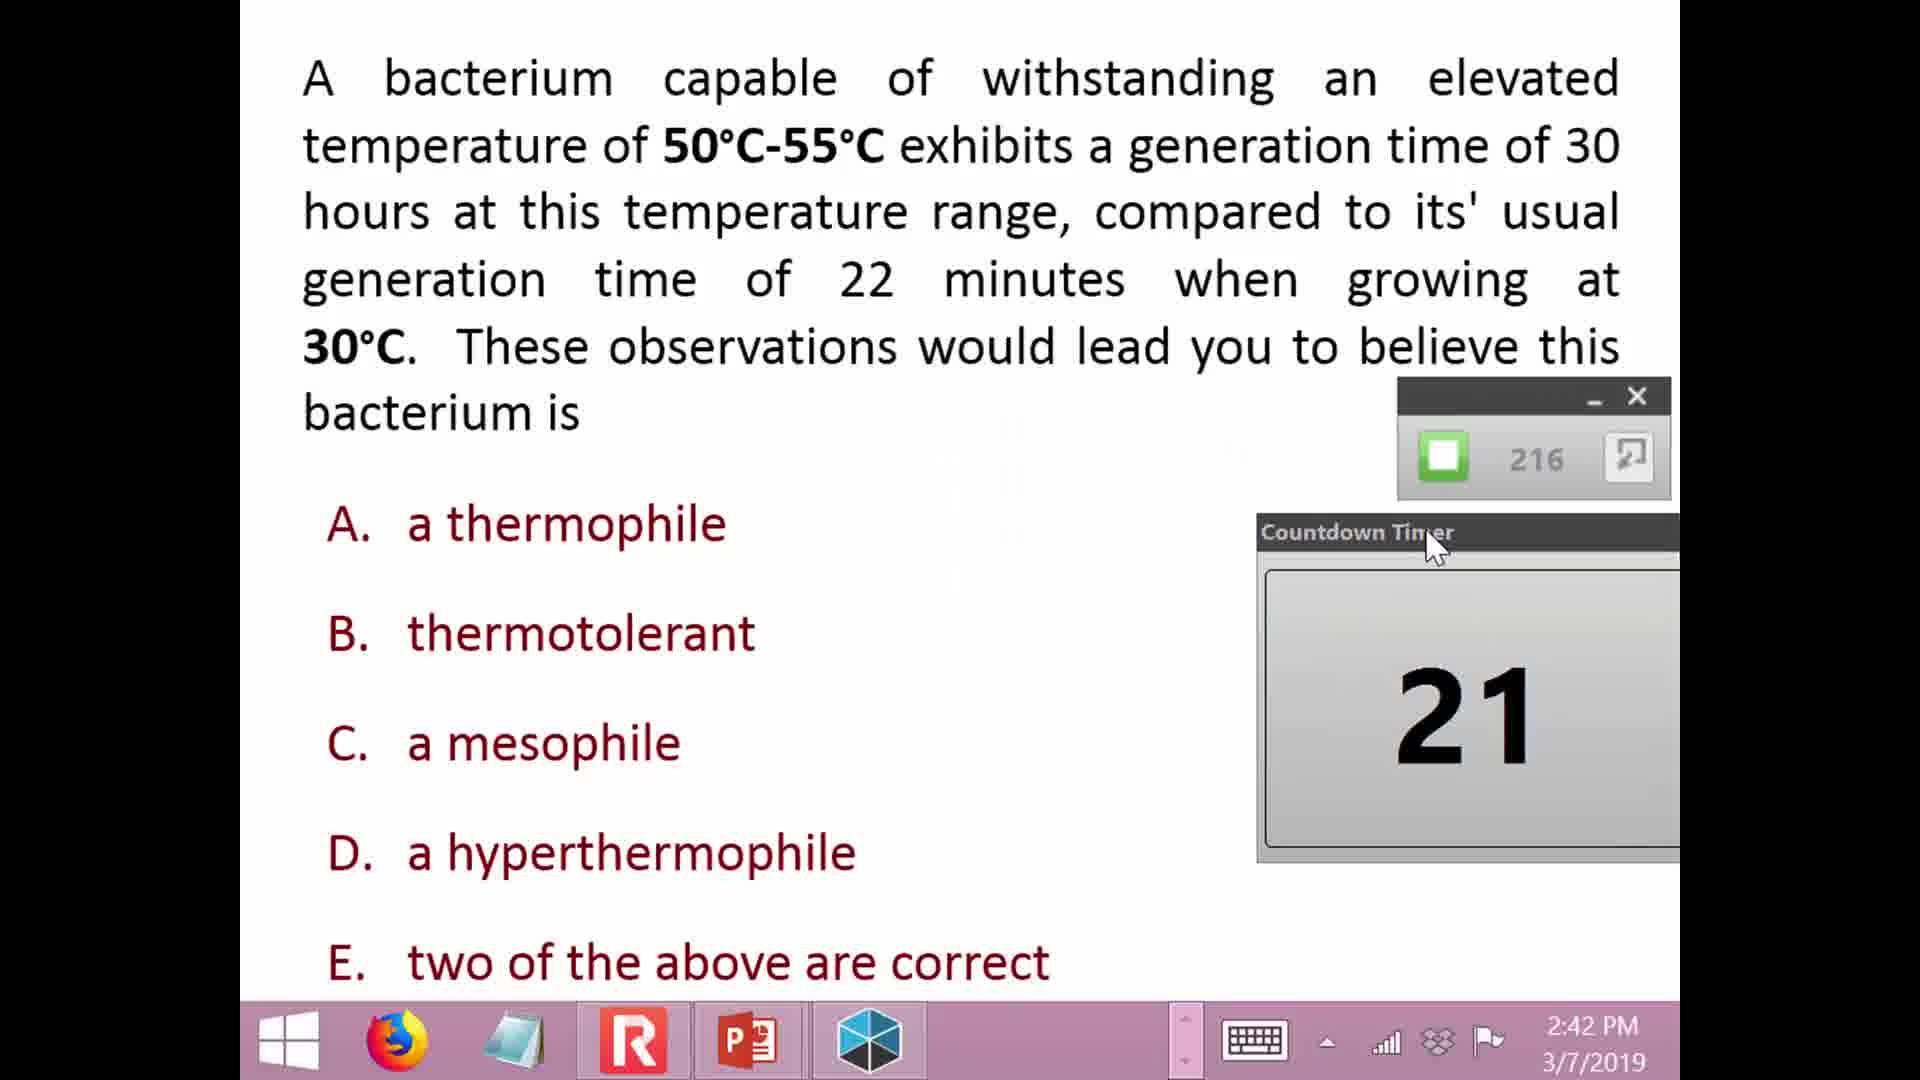 A bacterium capable of withstanding an elevated
temperature of 50°C-55°C exhibits a generation time of 30
hours at this temperature range, compared to its' usual
generation time of 22 minutes when growing at
30°C. These observations would lead you to believe this
bacterium is
216
Countdown Timer
21
A. a thermophile
B. thermotolerant
C. a mesophile
D. a hyperthermophile
E. two of the above are correct
2:42 PM
3/7/2019